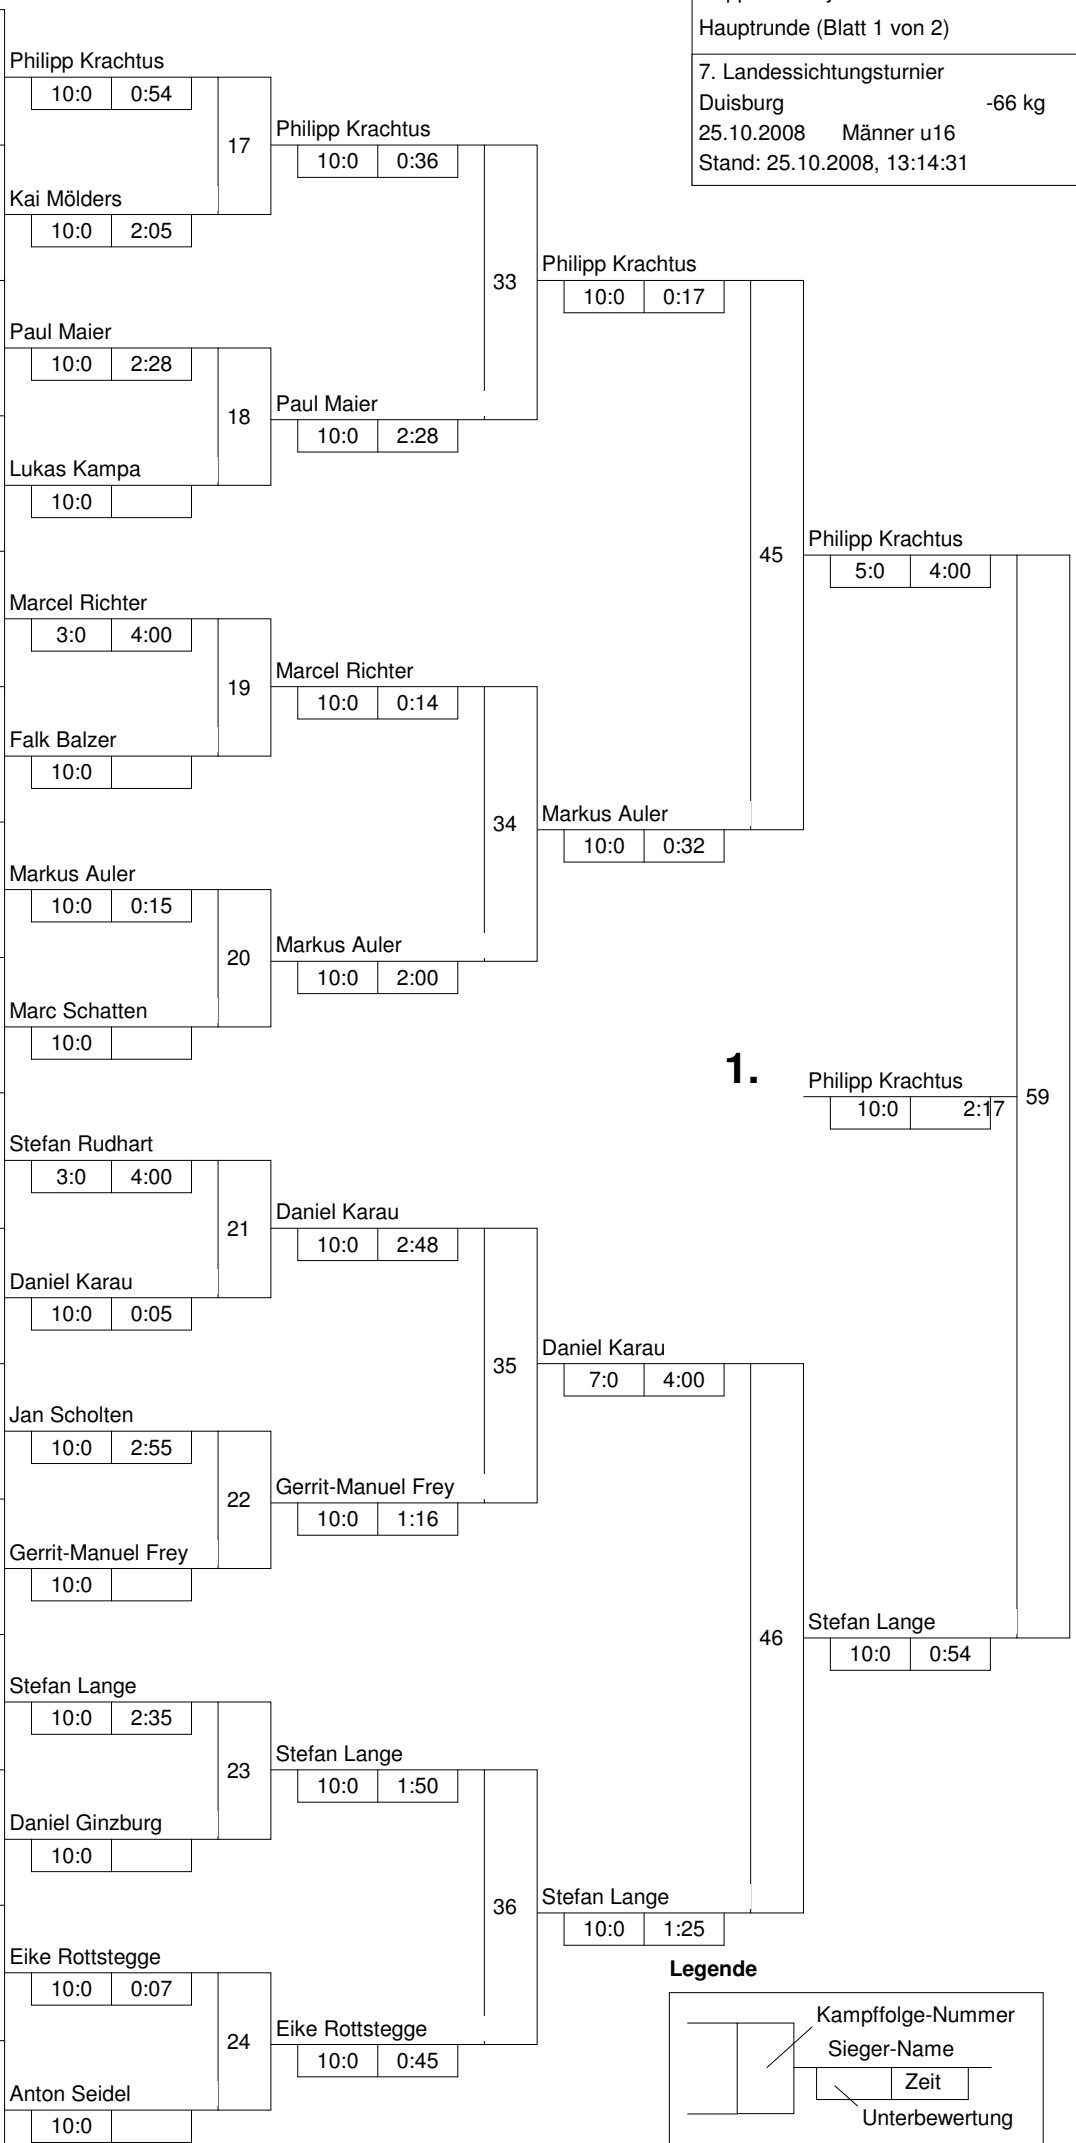 Hauptrunde (Blatt 1 von 2)
7. Landessichtungsturnier
Duisburg -66 kg
25.10.2008 Männer u16
Stand: 25.10.2008, 13:14:31
Philipp Krachtus
10:0 0:54
17
Kai Mölders
10:0 2:05
Philipp Krachtus
10:0 0:36
33
Paul Maier
10:0 2:28
18
Lukas Kampa
10:0
Paul Maier
10:0 2:28
Philipp Krachtus
10:0 0:17
45
Marcel Richter
3:0 4:00
19
Falk Balzer
10:0
Marcel Richter
10:0 0:14
34
Markus Auler
10:0 0:15
20
Marc Schatten
10:0
Markus Auler
10:0 2:00
Markus Auler
10:0 0:32
Philipp Krachtus
5:0 4:00
1.
Philipp Krachtus
10:0 2:17
59
Stefan Rudhart
3:0 4:00
21
Daniel Karau
10:0 0:05
Daniel Karau
10:0 2:48
35
Jan Scholten
10:0 2:55
22
Gerrit-Manuel Frey
10:0
Gerrit-Manuel Frey
10:0 1:16
Daniel Karau
7:0 4:00
46
Stefan Lange
10:0 0:54
Stefan Lange
10:0 2:35
23
Daniel Ginzburg
10:0
Stefan Lange
10:0 1:50
36
Eike Rottstegge
10:0 0:07
24
Anton Seidel
10:0
Eike Rottstegge
10:0 0:45
Stefan Lange
10:0 1:25
Legende
Kampffolge-Nummer
Sieger-Name
Zeit
Unterbewertung